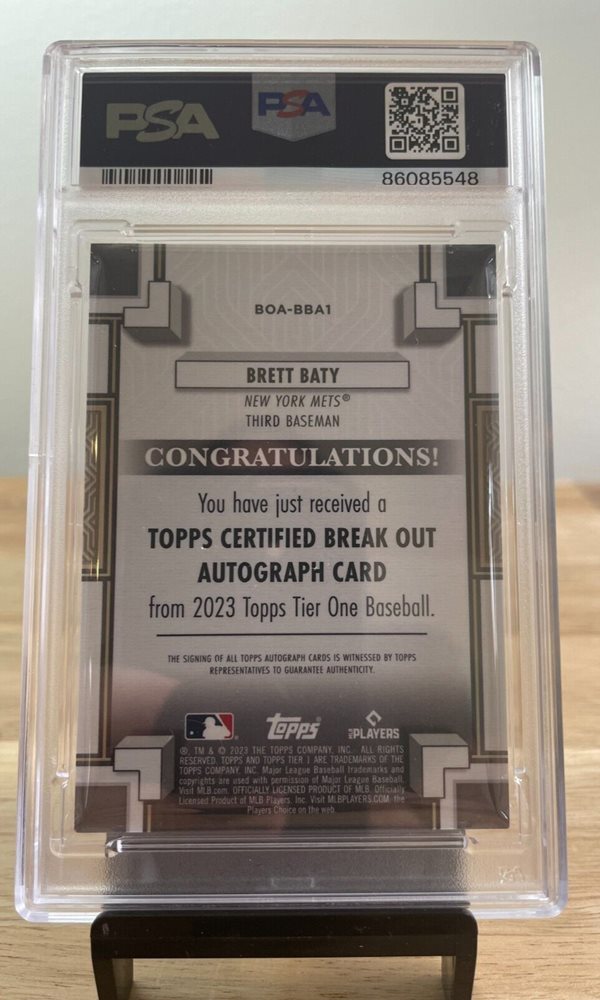 PSA PSA
86085548
BOA-BBA1
BRETT BATY
NEW YORK METS®
THIRD BASEMAN
CONGRATULATIONS!
You have just received a
TOPPS CERTIFIED BREAK OUT
AUTOGRAPH CARD
from 2023 Topps Tier One Baseball.
THE SIGNING OF ALL TOPPS AUTOGRAPH CARDS IS WITNESSED BY TOPPS
REPRESENTATIVES TO GUARANTEE AUTHENTICITY.
topps PLAYERS
®, TM & © 2023 THE TOPPS COMPANY, INC. ALL RIGHTS
RESERVED. TOPPS AND TOPPS TIER 1 ARE TRADEMARKS OF THE
TOPPS COMPANY, INC. Major League Baseball trademarks and
copyrights are used with permission of Major League Baseball.
Visit MLB.com. OFFICIALLY LICENSED PRODUCT OF MLB. Officially
Licensed Product of MLB Players, Inc. Visit MLBPLAYERS.COM, the
Players Choice on the web.